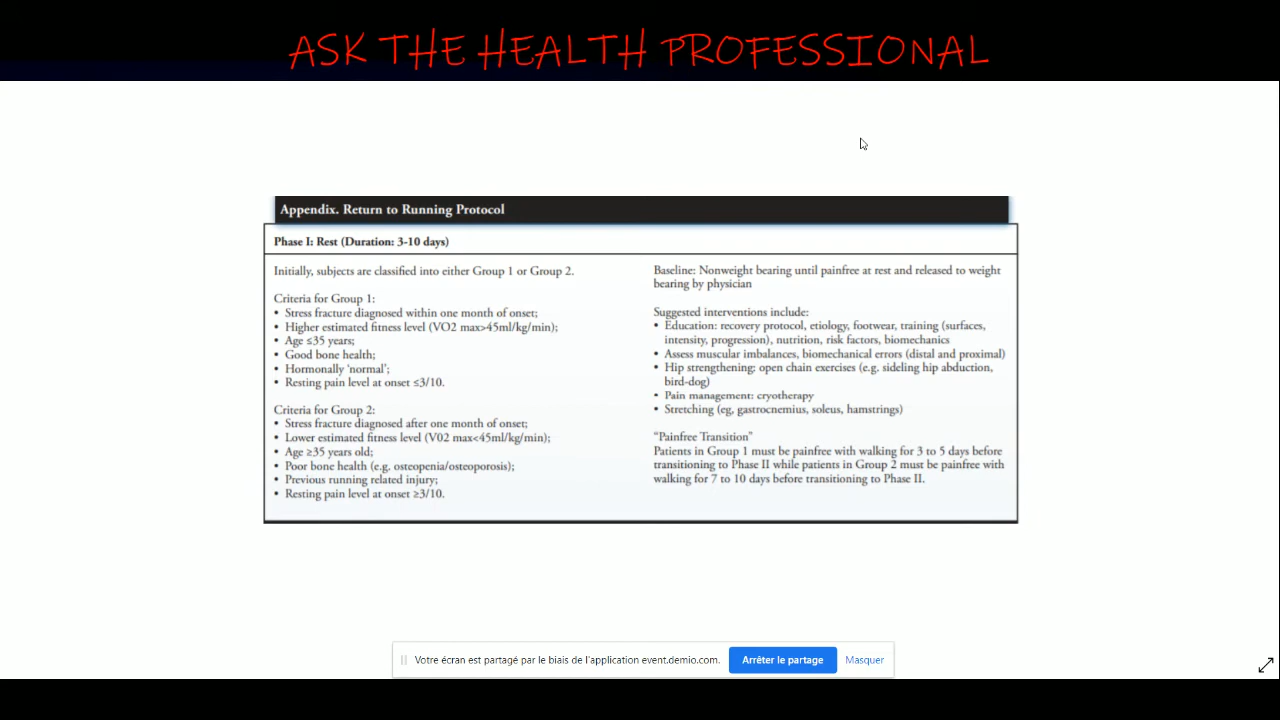 ASK THE HEALTH PROFESSIONAL
Appendix. Return to Running Protocol
Phase I: Rest (Duration: 3-10 days)
Initially, subjects are classified into either Group 1 or Group 2.
Criteria for Group 1:
• Stress fracture diagnosed within one month of onset;
• Higher estimated fitness level (VO2 max>45ml/kg/min);
• Age ≤35 years;
• Good bone health;
• Hormonally ‘normal’;
• Resting pain level at onset ≤3/10.
Criteria for Group 2:
• Stress fracture diagnosed after one month of onset;
• Lower estimated fitness level (V02 max<45ml/kg/min);
• Age ≥35 years old;
• Poor bone health (e.g. osteopenia/osteoporosis);
• Previous running related injury;
• Resting pain level at onset ≥3/10.
Baseline: Nonweight bearing until painfree at rest and released to weight
bearing by physician
Suggested interventions include:
• Education: recovery protocol, etiology, footwear, training (surfaces,
intensity, progression), nutrition, risk factors, biomechanics
• Assess muscular imbalances, biomechanical errors (distal and proximal)
• Hip strengthening: open chain exercises (e.g. sideling hip abduction,
bird-dog)
• Pain management: cryotherapy
• Stretching (eg, gastrocnemius, soleus, hamstrings)
“Painfree Transition”
Patients in Group 1 must be painfree with walking for 3 to 5 days before
transitioning to Phase II while patients in Group 2 must be painfree with
walking for 7 to 10 days before transitioning to Phase II.
Votre écran est partagé par le biais de l'application event.demio.com.
Arrêter le partage
Masquer